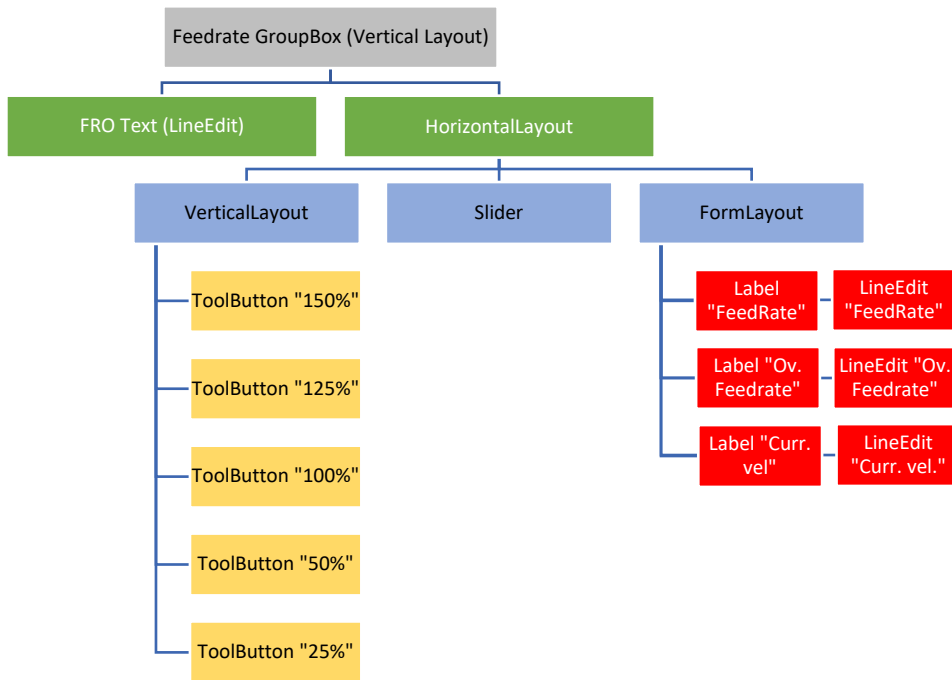 Feedrate GroupBox (Vertical Layout)
FRO Text (LineEdit)
HorizontalLayout
VerticalLayout
Slider
FormLayout
ToolButton "150%"
ToolButton "125%"
ToolButton "100%"
ToolButton "50%"
ToolButton "25%"
Label
"FeedRate"
LineEdit
"FeedRate"
Label "Ov.
Feedrate"
LineEdit "Ov.
Feedrate"
Label "Curr.
vel"
LineEdit
"Curr. vel."